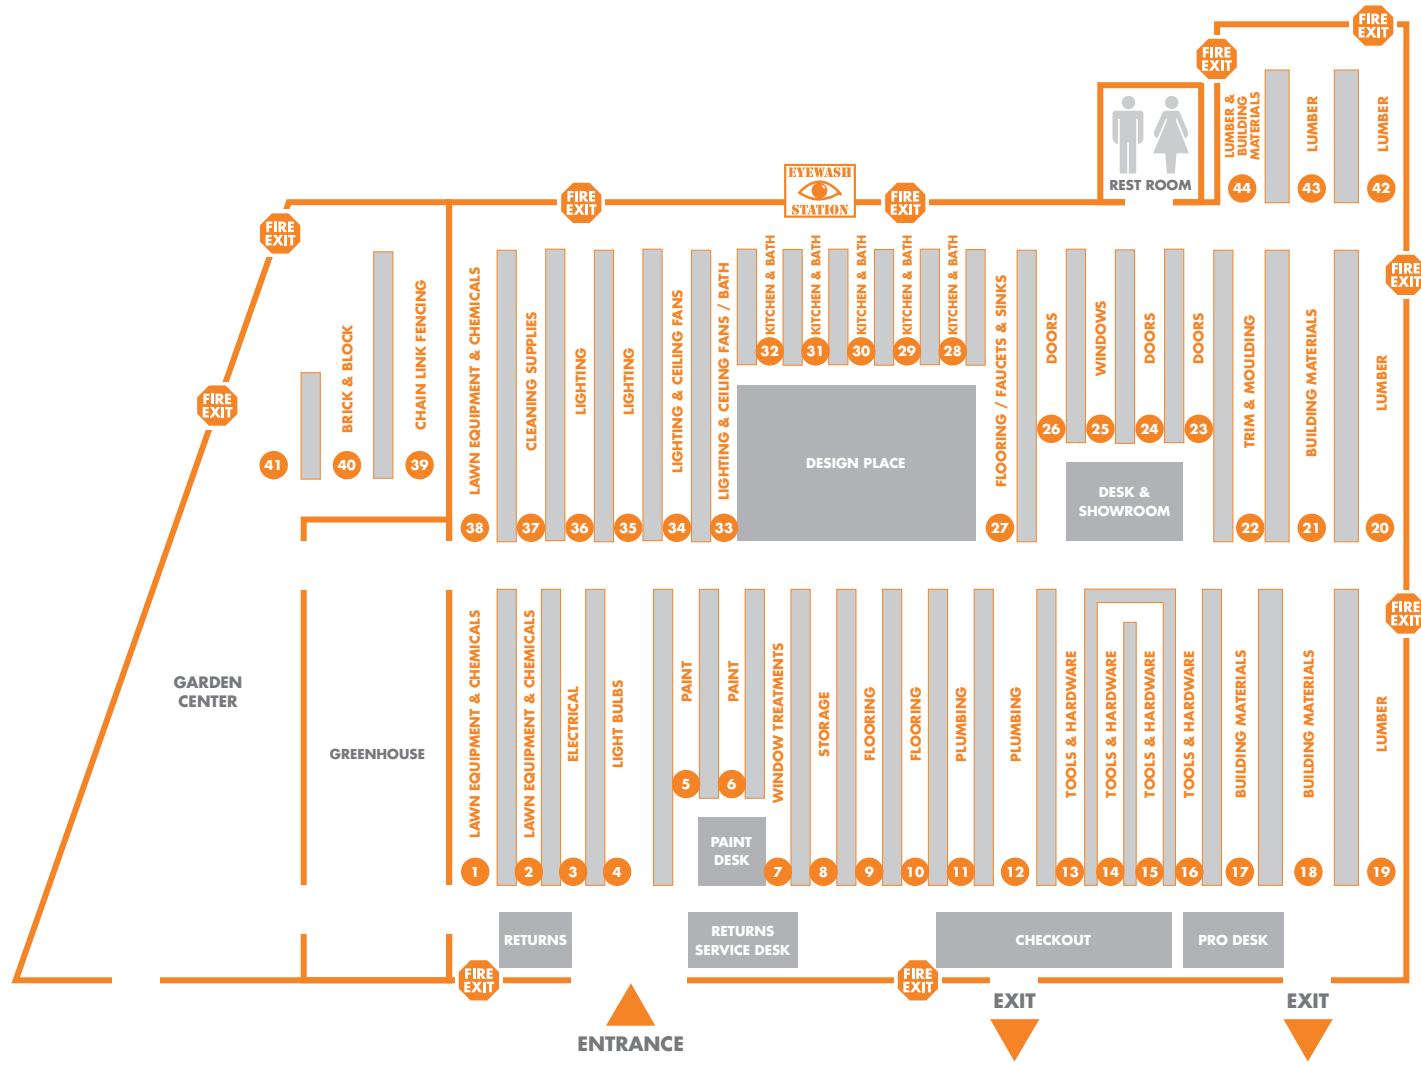 FIRE
EXIT
FIRE
EXIT
LUMBER &
BUILDING
MATERIALS
44
LUMBER
43
LUMBER
42
REST ROOM
EYEWASH
STATION
FIRE
EXIT
FIRE
EXIT
FIRE
EXIT
FIRE
EXIT
FIRE
EXIT
41
BRICK & BLOCK
40
CHAIN LINK FENCING
39
LAWN EQUIPMENT & CHEMICALS
38
CLEANING SUPPLIES
37
LIGHTING
36
LIGHTING
35
LIGHTING & CEILING FANS
34
LIGHTING & CEILING FANS / BATH
33
KITCHEN & BATH
32
KITCHEN & BATH
31
KITCHEN & BATH
30
KITCHEN & BATH
29
KITCHEN & BATH
28
DESIGN PLACE
FLOORING / FAUCETS & SINKS
27
DOORS
26
WINDOWS
25
DOORS
24
DOORS
23
DESK &
SHOWROOM
TRIM & MOULDING
22
BUILDING MATERIALS
21
LUMBER
20
FIRE
EXIT
GARDEN
CENTER
GREENHOUSE
LAWN EQUIPMENT & CHEMICALS
1
LAWN EQUIPMENT & CHEMICALS
2
ELECTRICAL
3
LIGHT BULBS
4
PAINT
5
PAINT
6
PAINT
DESK
WINDOW TREATMENTS
7
STORAGE
8
FLOORING
9
FLOORING
10
PLUMBING
11
PLUMBING
12
TOOLS & HARDWARE
13
TOOLS & HARDWARE
14
TOOLS & HARDWARE
15
TOOLS & HARDWARE
16
BUILDING MATERIALS
17
BUILDING MATERIALS
18
LUMBER
19
RETURNS
RETURNS
SERVICE DESK
CHECKOUT
PRO DESK
FIRE
EXIT
FIRE
EXIT
ENTRANCE
EXIT
EXIT